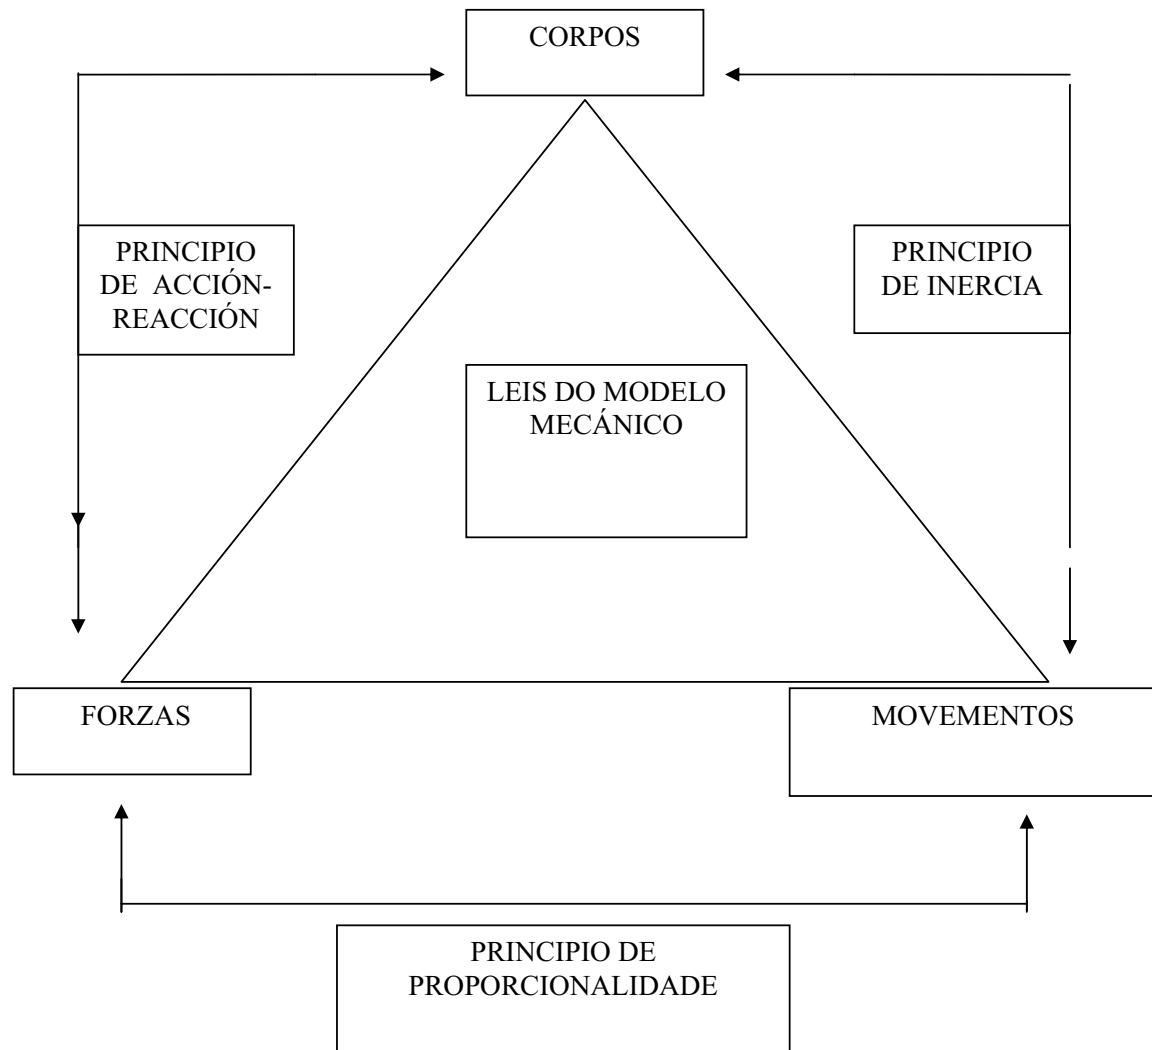 CORPOS
PRINCIPIO
DE ACCIÓN-
REACCIÓN
PRINCIPIO
DE INERCIA
LEIS DO MODELO
MECÁNICO
FORZAS
MOVEMENTOS
PRINCIPIO DE
PROPORCIONALIDADE